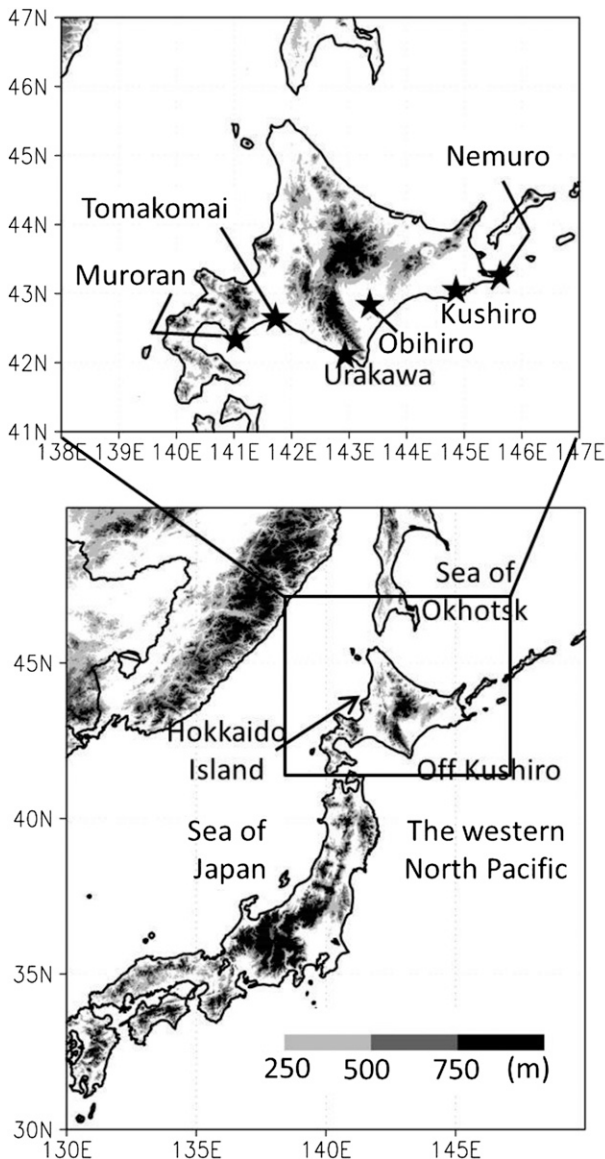 47N
46N
45N
44N
43N
42N
41N
Nemuro
Tomakomai
Muroran
Kushiro
Obihiro
Urakawa
138E 139E 140E 141E 142E 143E 144E 145E 146E 147E
Sea of
Okhotsk
45N
Hokkaido
Island
Off Kushiro
40N
Sea of
Japan
The western
North Pacific
35N
250 500 750 (m)
30N
130E 135E 140E 145E